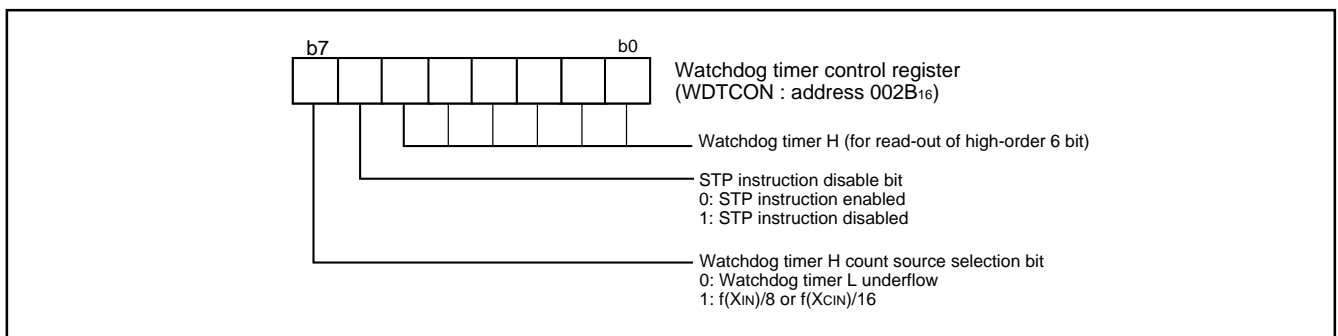 b7
b0
Watchdog timer control register
(WDTCON : address 002B16)
Watchdog timer H (for read-out of high-order 6 bit)
STP instruction disable bit
0: STP instruction enabled
1: STP instruction disabled
Watchdog timer H count source selection bit
0: Watchdog timer L underflow
1: f(XIN)/8 or f(XCIN)/16